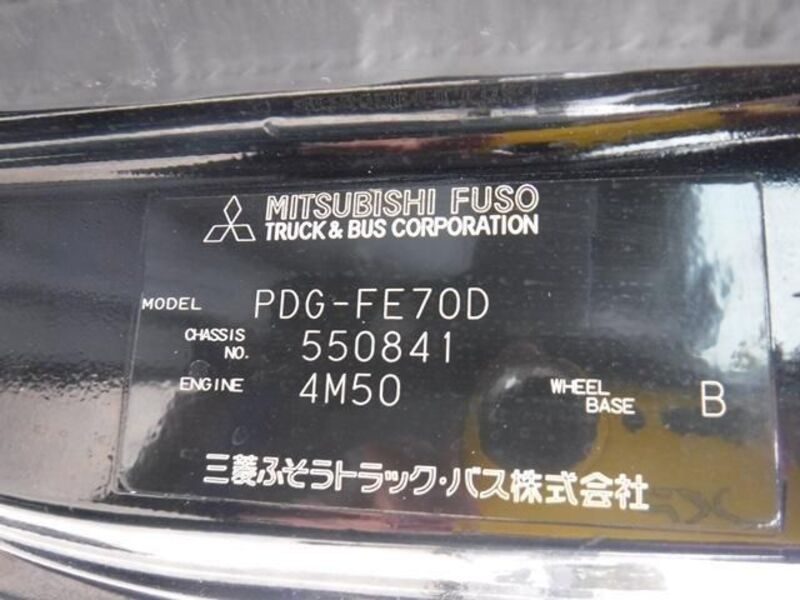 MITSUBISHI FUSO
TRUCK & BUS CORPORATION
MODEL PDG-FE70D
CHASSIS NO. 550841
ENGINE 4M50 WHEEL BASE B
三菱ふそうトラック・バス株式会社